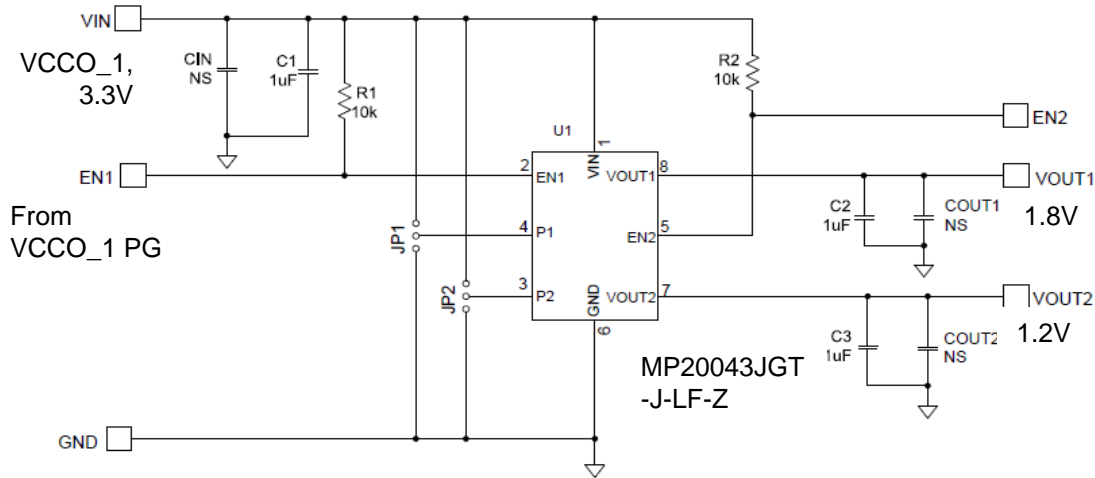 VIN
VCCO_1,
3.3V
CIN
NS
C1
1uF
R1
10k
R2
10k
EN2
U1
1
VIN
EN1
2
EN1
VOUT1
8
VOUT1
1.8V
From
VCCO_1 PG
C2
1uF
COUT1
NS
JP1
4
P1
EN2
5
JP2
3
P2
GND
6
VOUT2
7
VOUT2
1.2V
C3
1uF
COUT2
NS
MP20043JGT
-J-LF-Z
GND